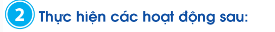 2 Thực hiện các hoạt động sau: